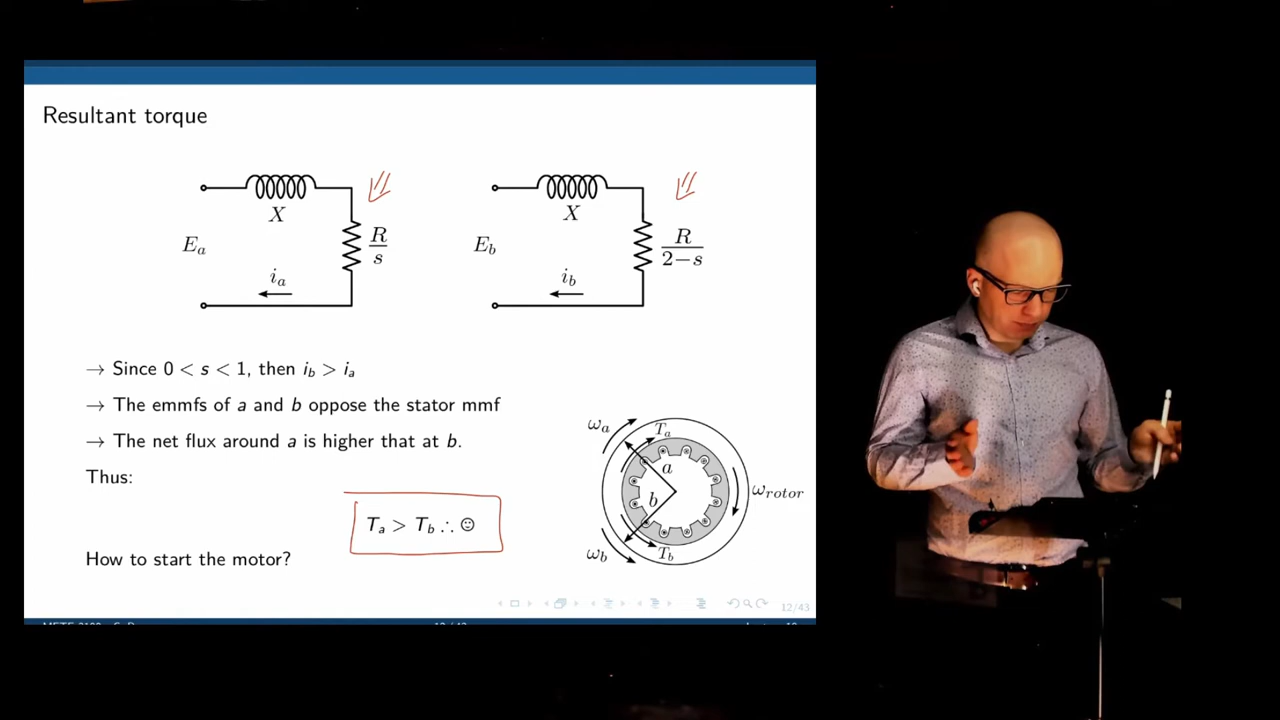 Resultant torque
X
R/s
E_a
i_a
X
R/(2−s)
E_b
i_b
→ Since 0 < s < 1, then i_b > i_a
→ The emmfs of a and b oppose the stator mmf
→ The net flux around a is higher that at b.
Thus:
T_a > T_b ∴ ☺
How to start the motor?
ω_a
T_a
a
b
ω_rotor
ω_b
T_b
12/43